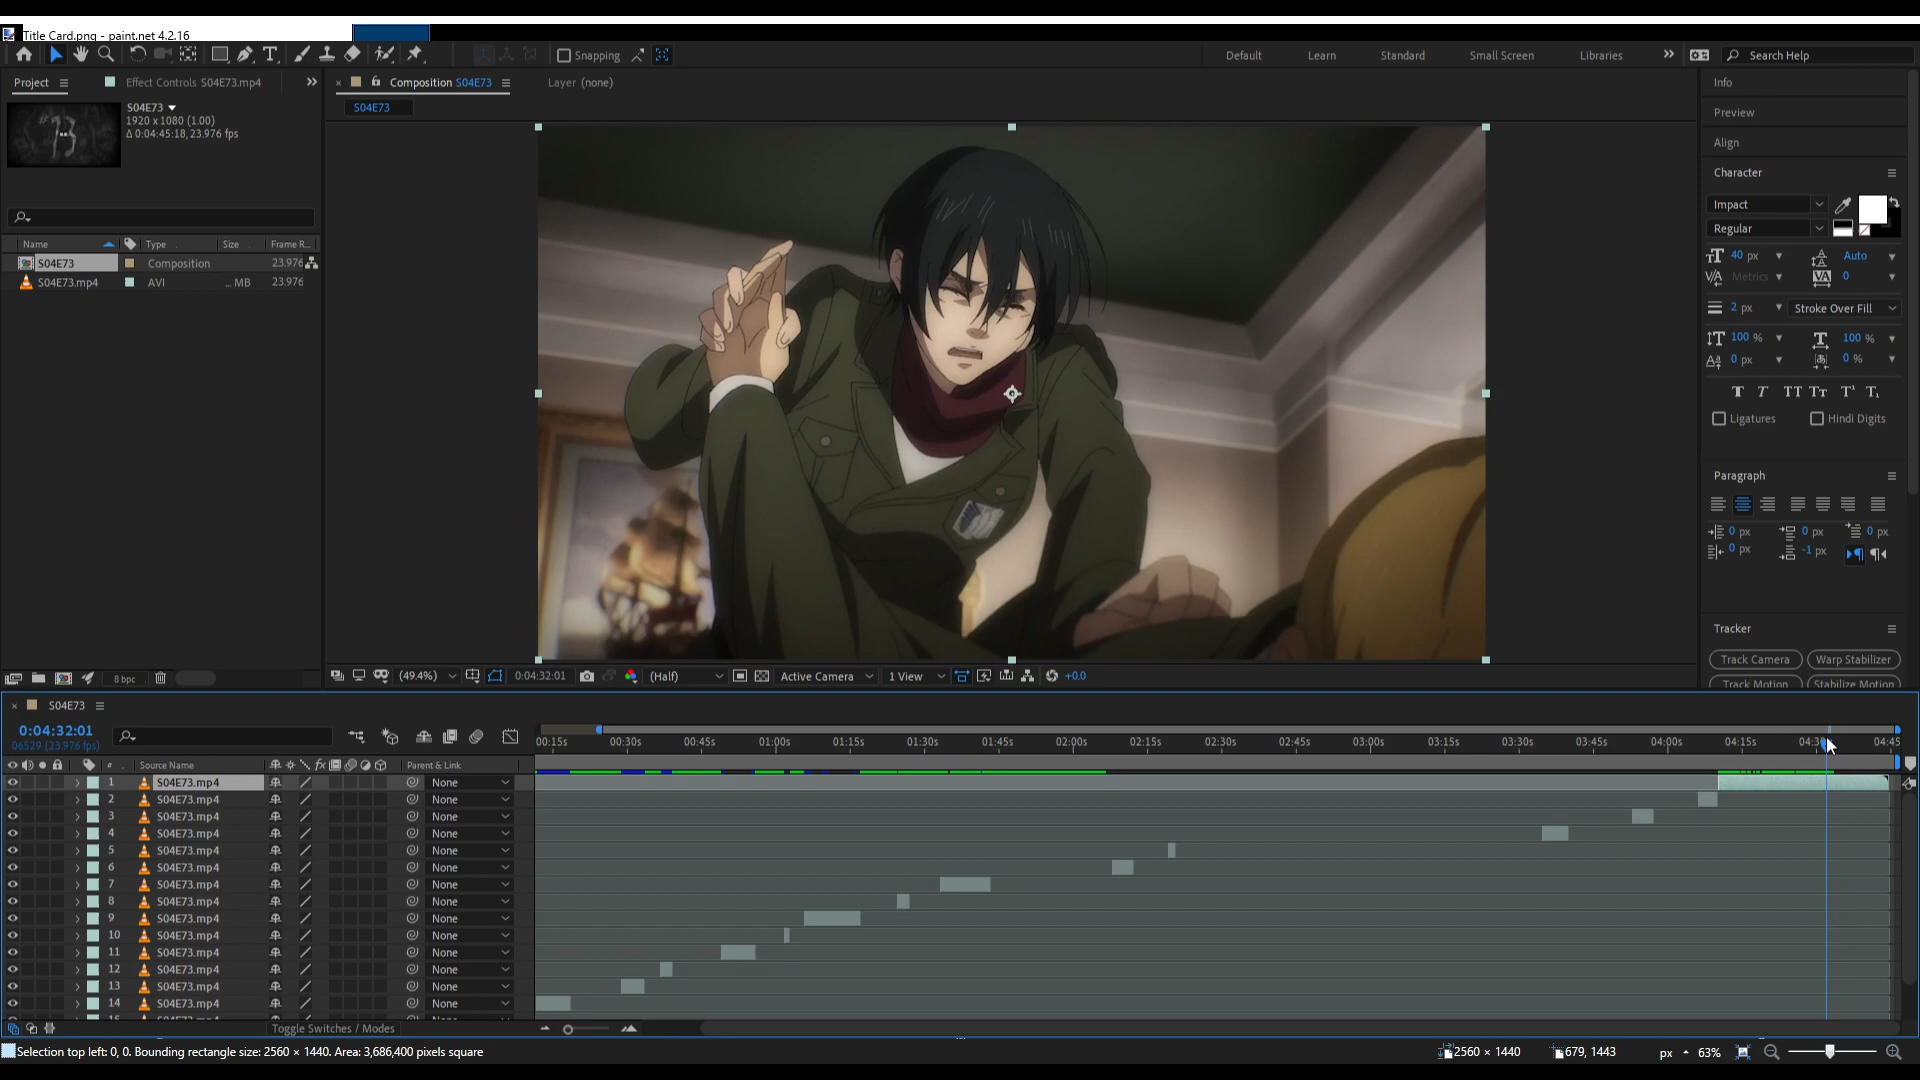 Title Card.png - paint.net 4.2.16
Snapping
Default Learn Standard Small Screen Libraries Search Help
Project Effect Controls S04E73.mp4 Composition S04E73 Layer (none)
S04E73
S04E73
1920 x 1080 (1.00)
Δ 0:04:45:18, 23.976 fps
Name Type Size Frame R...
S04E73 Composition 23.976
S04E73.mp4 AVI ... MB 23.976
Info
Preview
Align
Character
Impact
Regular
40 px Auto
Metrics 0
2 px Stroke Over Fill
100 % 100 %
0 px 0 %
Ligatures Hindi Digits
Paragraph
0 px 0 px 0 px
0 px -1 px
Tracker
Track Camera Warp Stabilizer
Track Motion Stabilize Motion
8 bpc
(49.4%) 0:04:32:01 (Half) Active Camera 1 View +0.0
S04E73
0:04:32:01
06529 (23.976 fps)
00:15s 00:30s 00:45s 01:00s 01:15s 01:30s 01:45s 02:00s 02:15s 02:30s 02:45s 03:00s 03:15s 03:30s 03:45s 04:00s 04:15s 04:45
# Source Name fx Parent & Link
1 S04E73.mp4 None
2 S04E73.mp4 None
3 S04E73.mp4 None
4 S04E73.mp4 None
5 S04E73.mp4 None
6 S04E73.mp4 None
7 S04E73.mp4 None
8 S04E73.mp4 None
9 S04E73.mp4 None
10 S04E73.mp4 None
11 S04E73.mp4 None
12 S04E73.mp4 None
13 S04E73.mp4 None
14 S04E73.mp4 None
Toggle Switches / Modes
Selection top left: 0, 0. Bounding rectangle size: 2560 × 1440. Area: 3,686,400 pixels square 2560 × 1440 679, 1443 px 63%